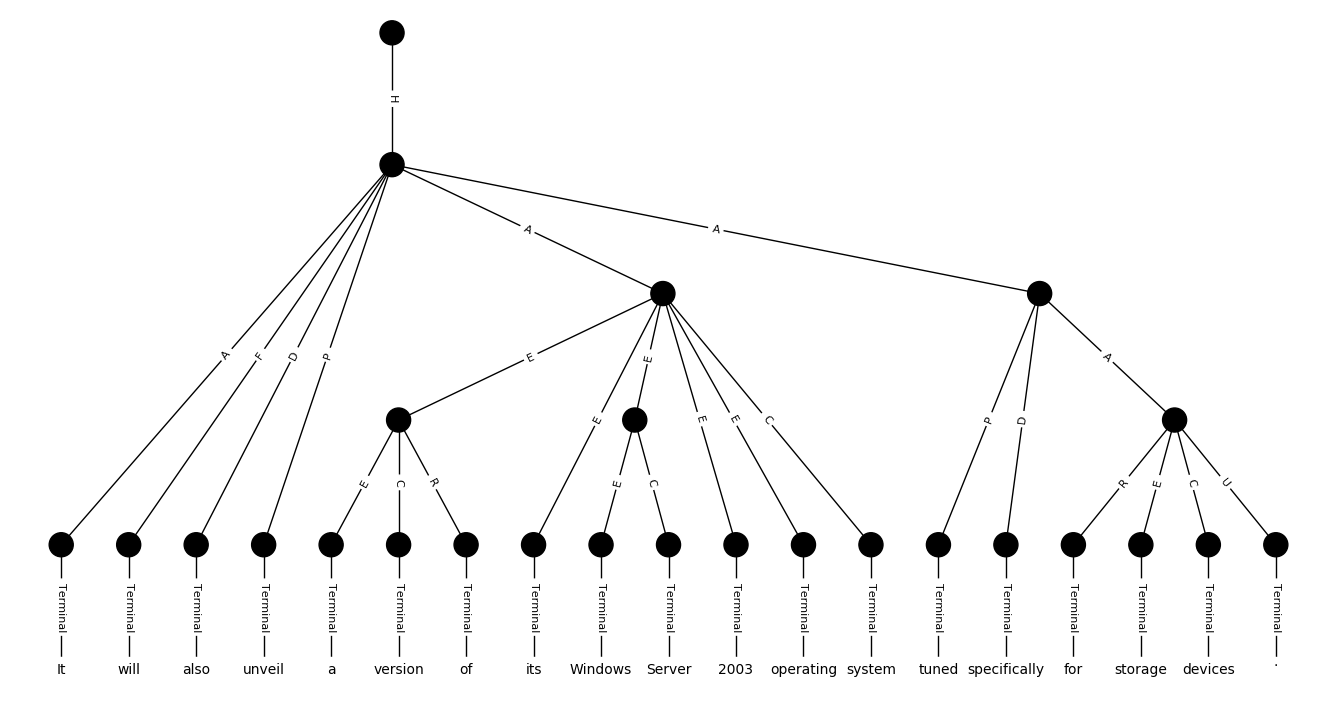 H
A A
A F D P E E E A
E E C P D
E C R E C R E C U
Terminal Terminal Terminal Terminal Terminal Terminal Terminal Terminal Terminal Terminal Terminal Terminal Terminal Terminal Terminal Terminal Terminal Terminal Terminal
It will also unveil a version of its Windows Server 2003 operating system tuned specifically for storage devices .